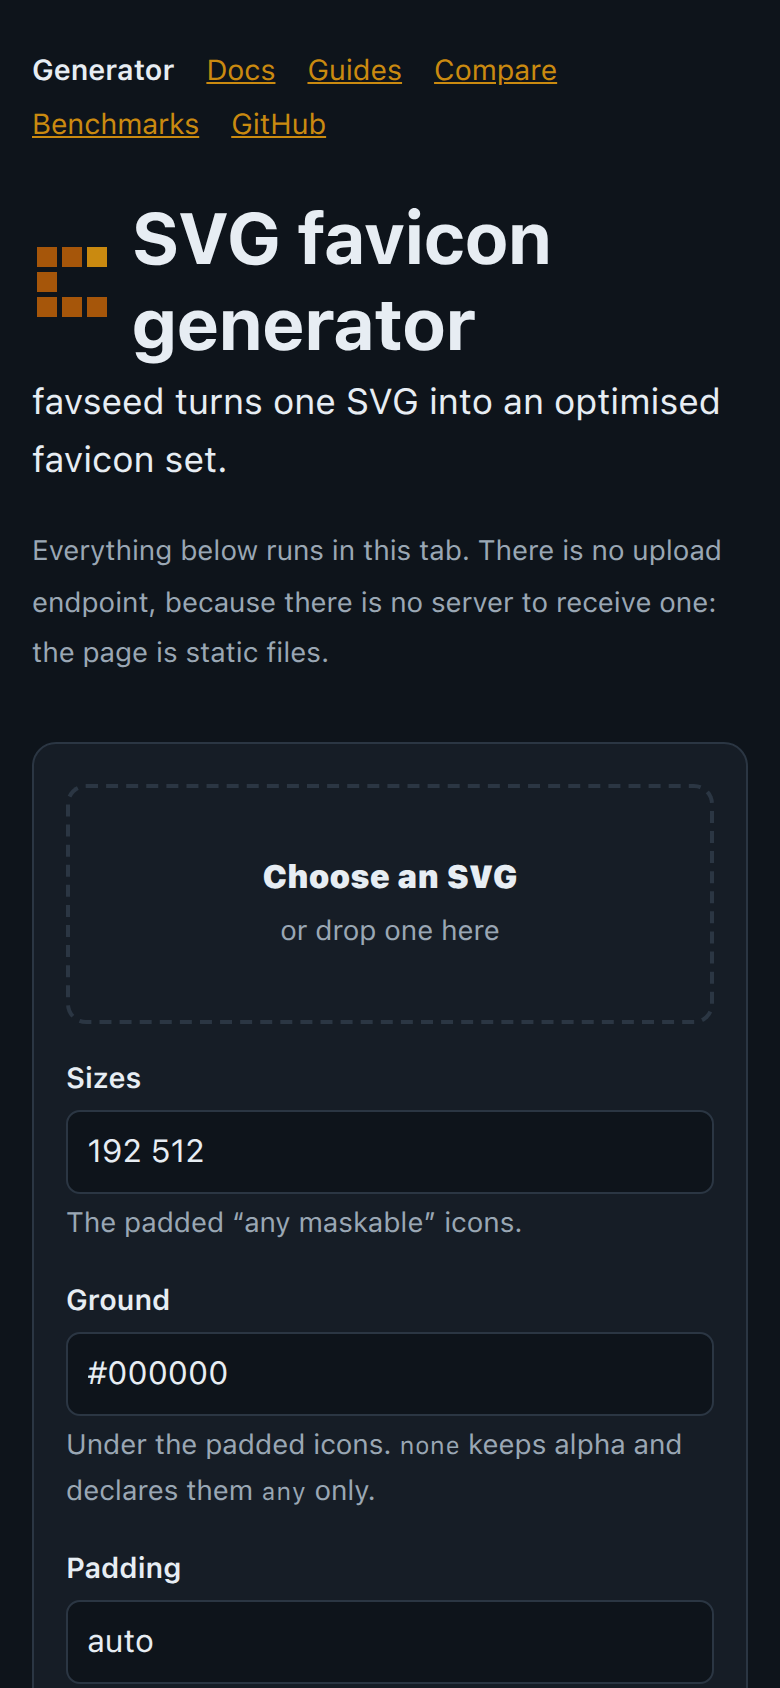 Generator Docs Guides Compare
Benchmarks GitHub
SVG favicon
generator
favseed turns one SVG into an optimised
favicon set.
Everything below runs in this tab. There is no upload
endpoint, because there is no server to receive one:
the page is static files.
Choose an SVG
or drop one here
Sizes
192 512
The padded “any maskable” icons.
Ground
#000000
Under the padded icons. none keeps alpha and
declares them any only.
Padding
auto